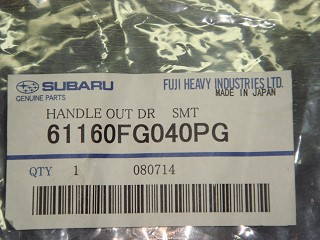 SUBARU FUJI HEAVY INDUSTRIES LTD.
GENUINE PARTS MADE IN JAPAN
HANDLE OUT DR SMT
61160FG040PG
QTY 1 080714